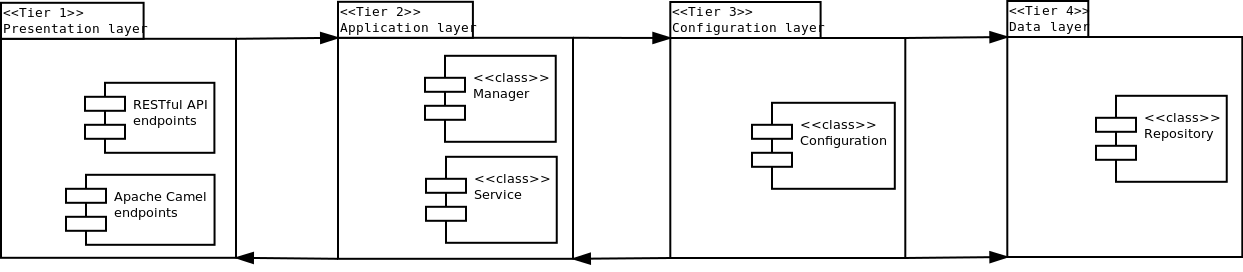 <<Tier 1>>
Presentation layer
RESTful API
endpoints
Apache Camel
endpoints
<<Tier 2>>
Application layer
<<class>>
Manager
<<class>>
Service
<<Tier 3>>
Configuration layer
<<class>>
Configuration
<<Tier 4>>
Data layer
<<class>>
Repository